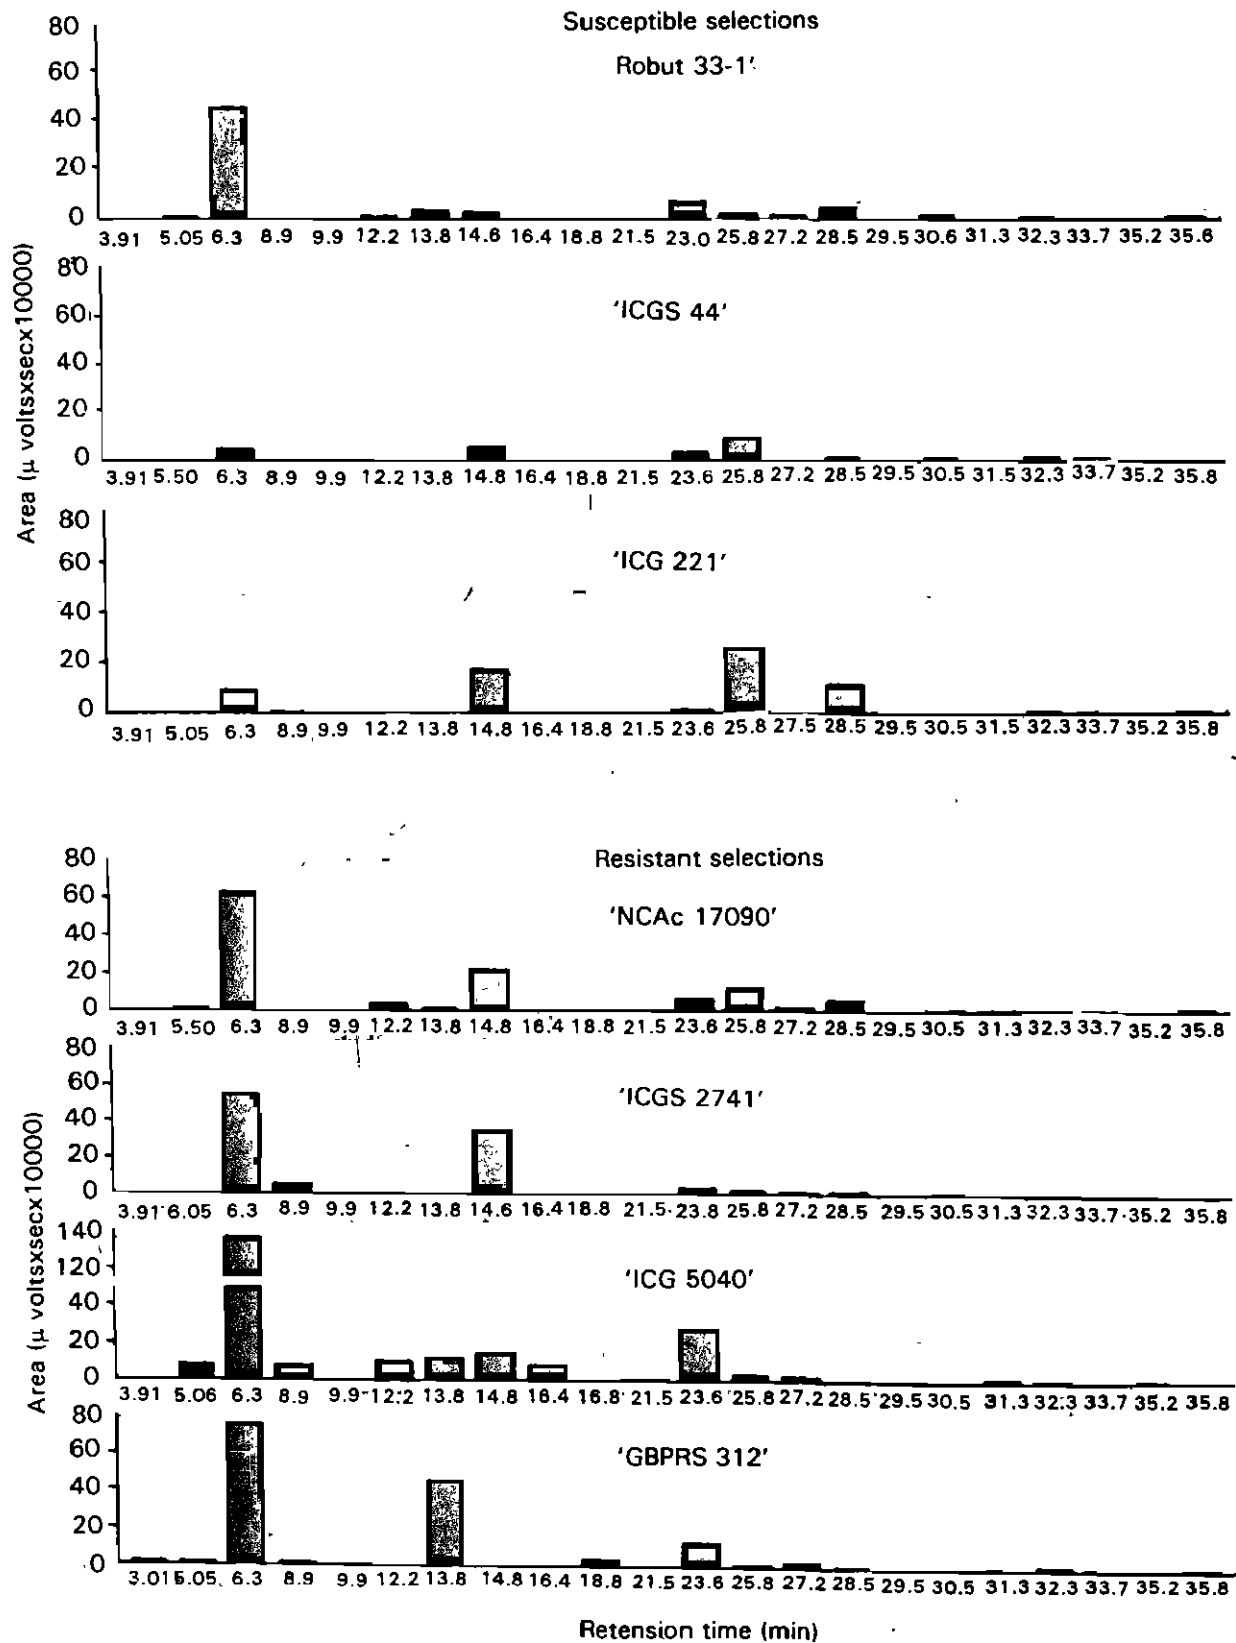 Susceptible selections
Robut 33-1'
80
60
40
20
0
3.91 5.05 6.3 8.9 9.9 12.2 13.8 14.6 16.4 18.8 21.5 23.0 25.8 27.2 28.5 29.5 30.6 31.3 32.3 33.7 35.2 35.6
'ICGS 44'
80
60
40
20
0
3.91 5.50 6.3 8.9 9.9 12.2 13.8 14.8 16.4 18.8 21.5 23.6 25.8 27.2 28.5 29.5 30.5 31.5 32.3 33.7 35.2 35.8
Area (μ voltsxsecx10000)
'ICG 221'
80
60
40
20
0
3.91 5.05 6.3 8.9 9.9 12.2 13.8 14.8 16.4 18.8 21.5 23.6 25.8 27.5 28.5 29.5 30.5 31.5 32.3 33.7 35.2 35.8
Resistant selections
'NCAc 17090'
80
60
40
20
0
3.91 5.50 6.3 8.9 9.9 12.2 13.8 14.8 16.4 18.8 21.5 23.6 25.8 27.2 28.5 29.5 30.5 31.3 32.3 33.7 35.2 35.8
'ICGS 2741'
80
60
40
20
0
3.91 6.05 6.3 8.9 9.9 12.2 13.8 14.6 16.4 18.8 21.5 23.8 25.8 27.2 28.5 29.5 30.5 31.3 32.3 33.7 35.2 35.8
Area (μ voltsxsecx10000)
'ICG 5040'
140
120
40
20
0
3.91 5.06 6.3 8.9 9.9 12.2 13.8 14.8 16.4 16.8 21.5 23.6 25.8 27.2 28.5 29.5 30.5 31.3 32.3 33.7 35.2 35.8
'GBPRS 312'
80
60
40
20
0
3.01 5.05 6.3 8.9 9.9 12.2 13.8 14.8 16.4 18.8 21.5 23.6 25.8 27.2 28.5 29.5 30.5 31.3 32.3 33.7 35.2 35.8
Retension time (min)